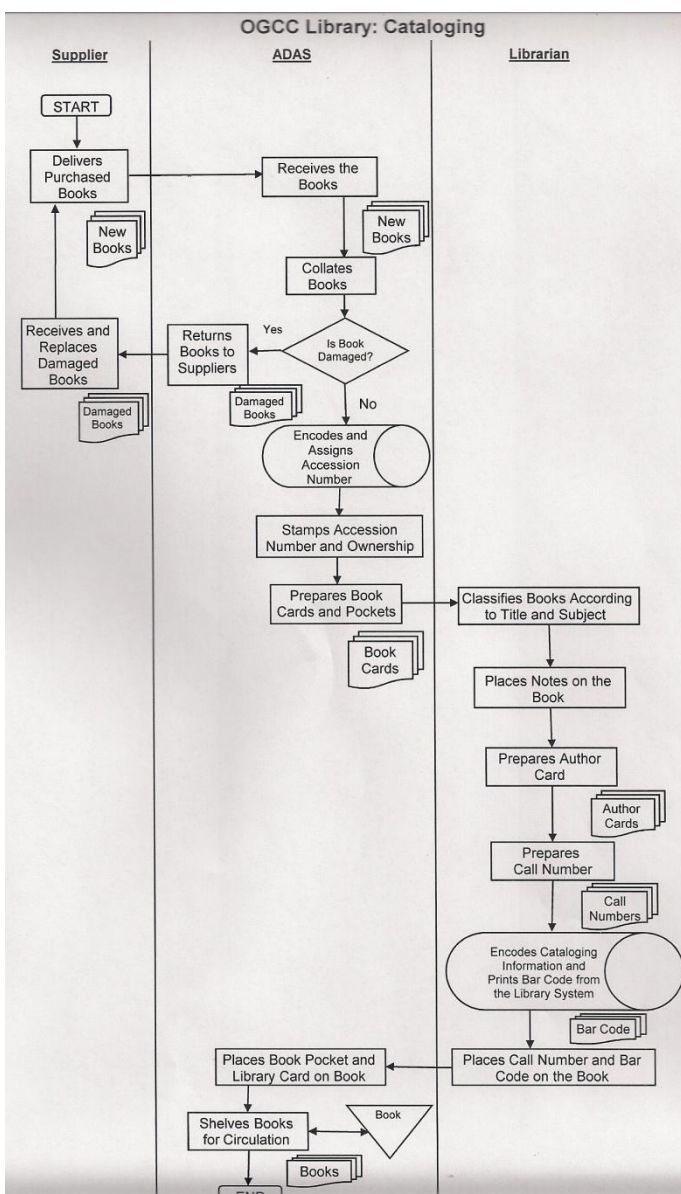 OGCC Library: Cataloging
Supplier
ADAS
Librarian
START
Delivers
Purchased
Books
Receives the
Books
New
Books
New
Books
Collates
Books
Receives and
Replaces
Damaged
Books
Returns
Books to
Suppliers
Yes
Is Book
Damaged?
Damaged
Books
Damaged
Books
No
Encodes and
Assigns
Accession
Number
Stamps Accession
Number and Ownership
Prepares Book
Cards and Pockets
Classifies Books According
to Title and Subject
Book
Cards
Places Notes on the
Book
Prepares Author
Card
Author
Cards
Prepares
Call Number
Call
Numbers
Encodes Cataloging
Information and
Prints Bar Code from
the Library System
Bar Code
Places Book Pocket and
Library Card on Book
Places Call Number and Bar
Code on the Book
Shelves Books
for Circulation
Book
Books
END